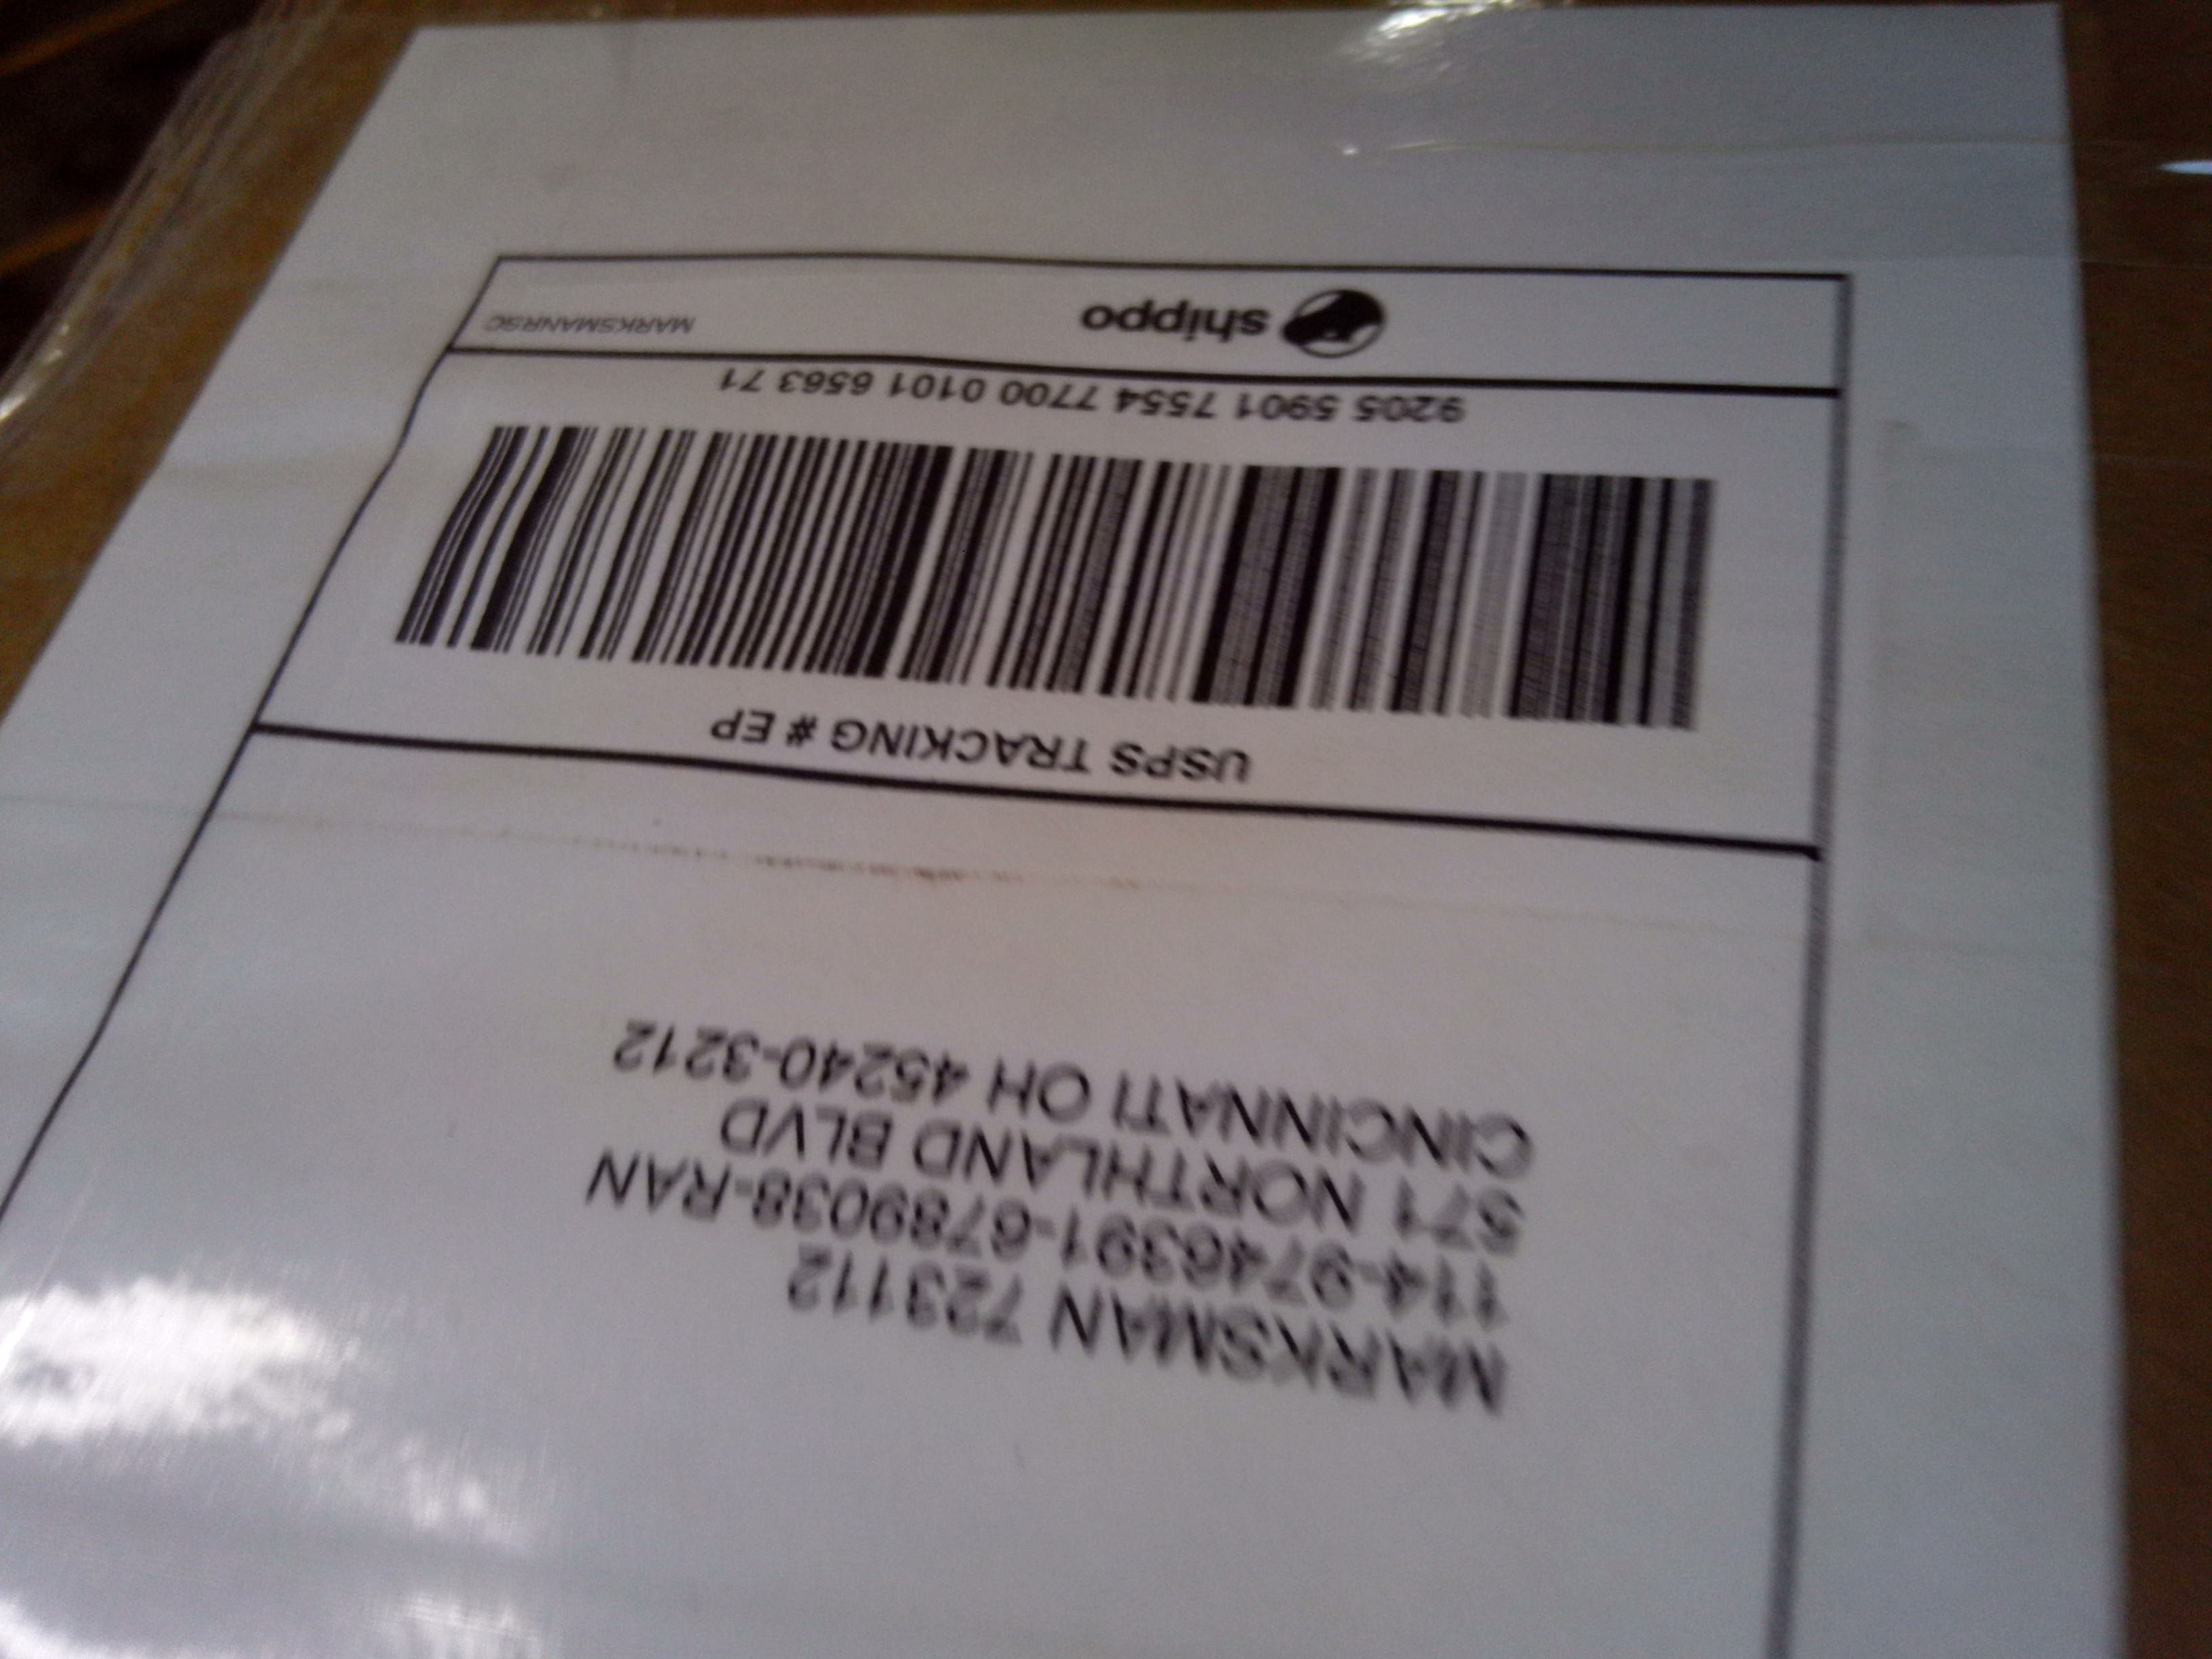 MARKSMAN 723112
114-9746391-6789038-RAN
571 NORTHLAND BLVD
CINCINNATI OH 45240-3212
USPS TRACKING # EP
9205 5901 7554 7700 0101 6563 71
shippo
MARKSMANRSC